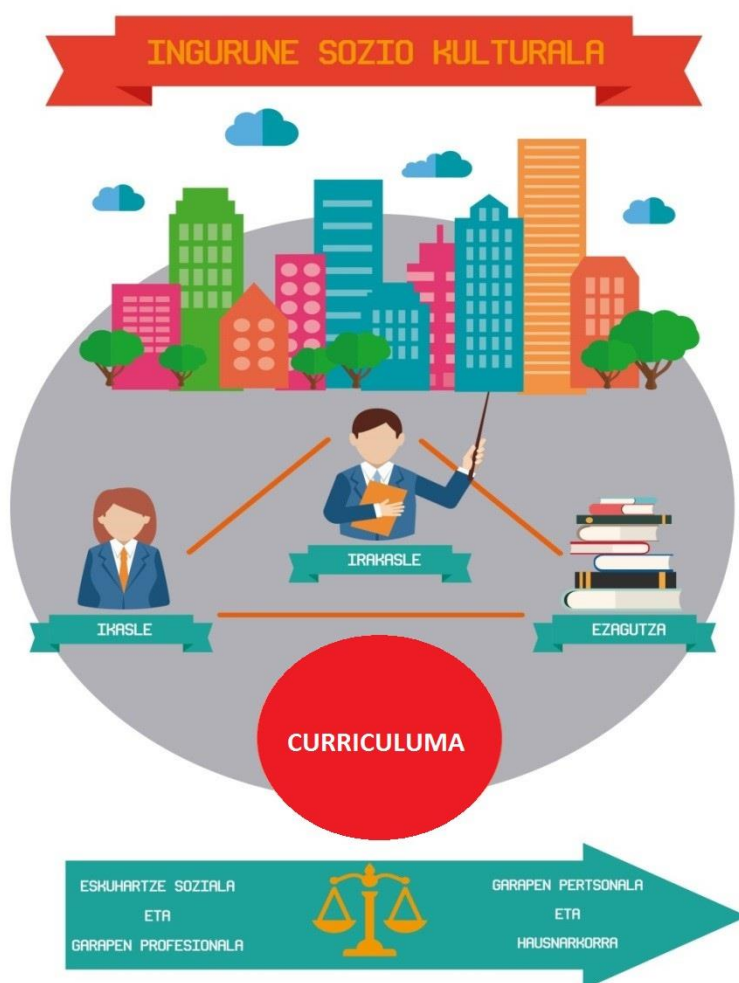 INGURUNE SOZIO KULTURALA
IRAKASLE
IKASLE
EZAGUTZA
CURRICULUMA
ESKUHARTZE SOZIALA
ETA
GARAPEN PROFESIONALA
GARAPEN PERTSONALA
ETA
HAUSNARKORRA